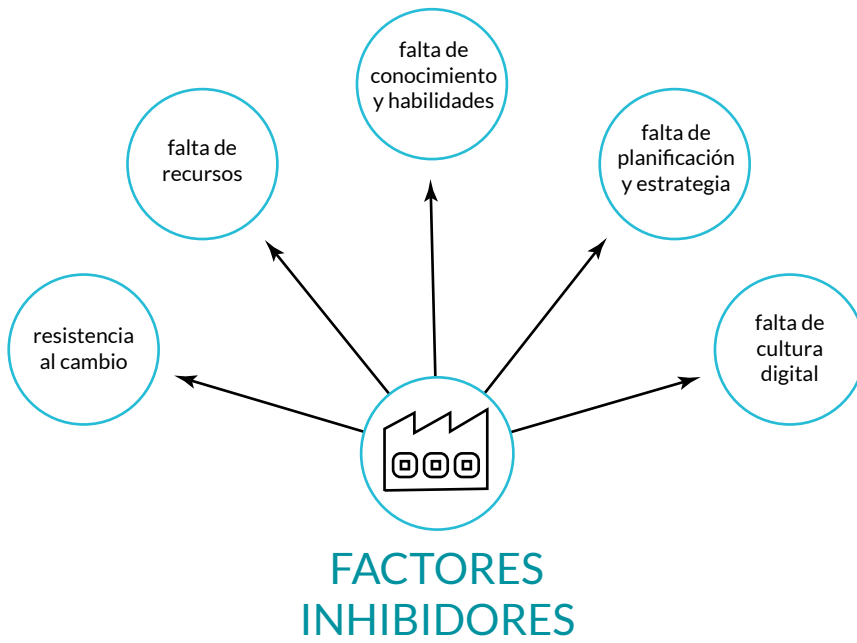 resistencia
al cambio
falta de
recursos
falta de
conocimiento
y habilidades
falta de
planificación
y estrategia
falta de
cultura
digital
FACTORES
INHIBIDORES